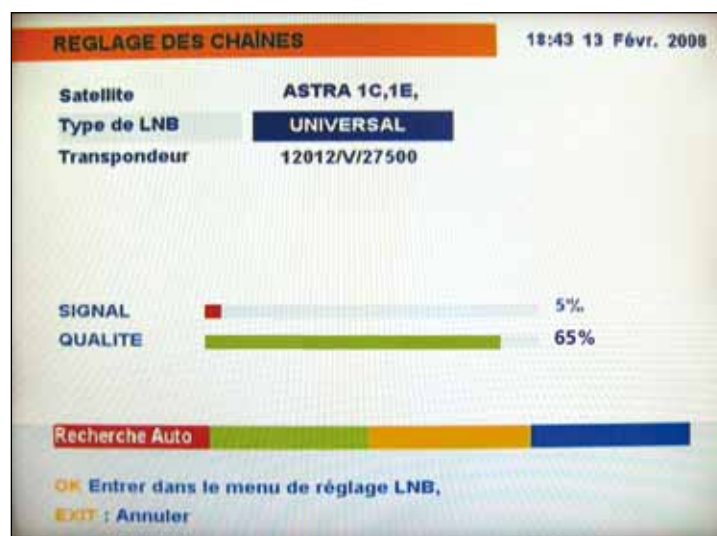 REGLAGE DES CHAÎNES 18:43 13 Févr. 2008
Satellite ASTRA 1C,1E,
Type de LNB UNIVERSAL
Transpondeur 12012/V/27500
SIGNAL 5%
QUALITE 65%
Recherche Auto
OK Entrer dans le menu de réglage LNB,
EXIT : Annuler